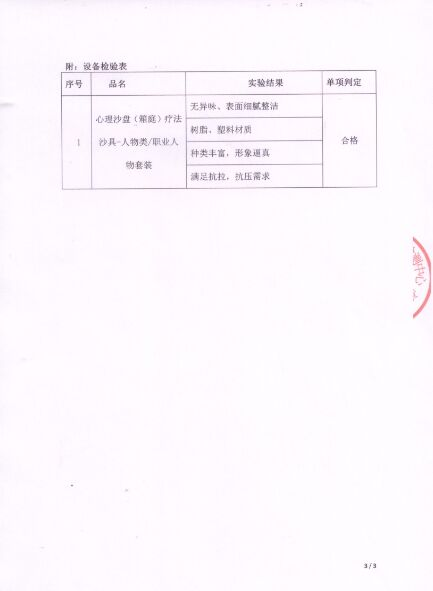 附：设备检验表
序号 品名 实验结果 单项判定
1
心理沙盘（箱庭）疗法
沙具-人物类/职业人
物套装
无异味、表面细腻整洁
树脂、塑料材质
种类丰富，形象逼真
满足抗拉，抗压需求
合格
3 / 3